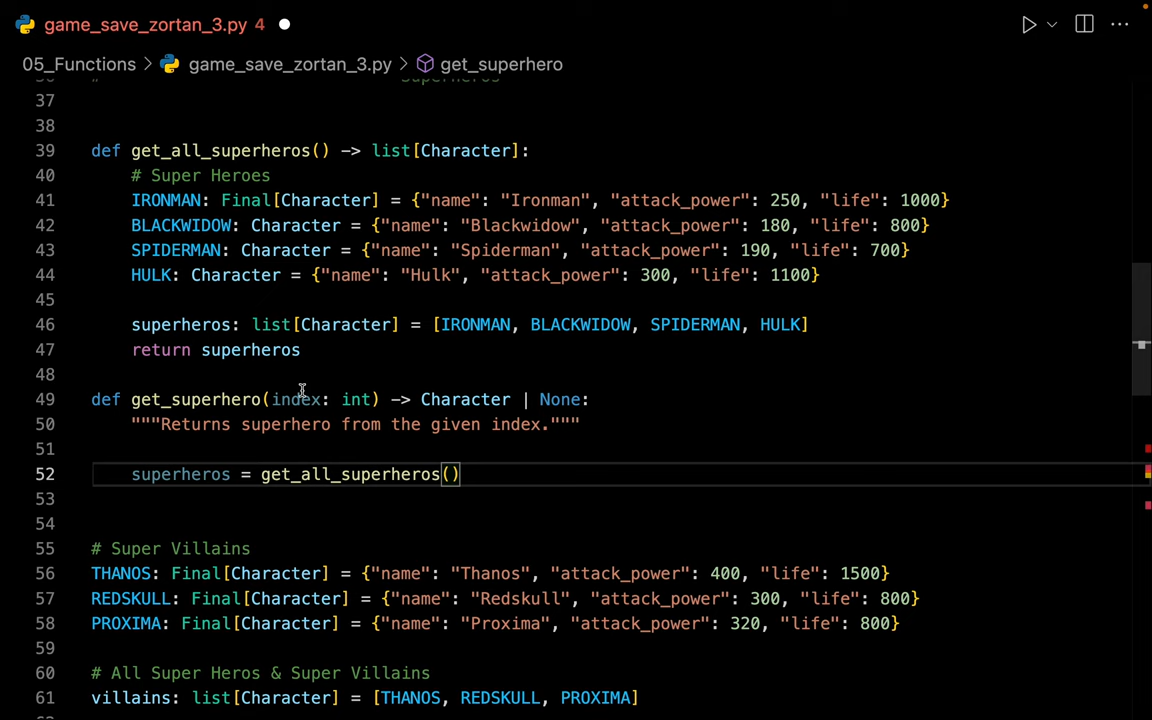 game_save_zortan_3.py 4
05_Functions > game_save_zortan_3.py > get_superhero
36 # Superheros
37
38
39 def get_all_superheros() -> list[Character]:
40 # Super Heroes
41 IRONMAN: Final[Character] = {"name": "Ironman", "attack_power": 250, "life": 1000}
42 BLACKWIDOW: Character = {"name": "Blackwidow", "attack_power": 180, "life": 800}
43 SPIDERMAN: Character = {"name": "Spiderman", "attack_power": 190, "life": 700}
44 HULK: Character = {"name": "Hulk", "attack_power": 300, "life": 1100}
45
46 superheros: list[Character] = [IRONMAN, BLACKWIDOW, SPIDERMAN, HULK]
47 return superheros
48
49 def get_superhero(index: int) -> Character | None:
50 """Returns superhero from the given index."""
51
52 superheros = get_all_superheros()
53
54
55 # Super Villains
56 THANOS: Final[Character] = {"name": "Thanos", "attack_power": 400, "life": 1500}
57 REDSKULL: Final[Character] = {"name": "Redskull", "attack_power": 300, "life": 800}
58 PROXIMA: Final[Character] = {"name": "Proxima", "attack_power": 320, "life": 800}
59
60 # All Super Heros & Super Villains
61 villains: list[Character] = [THANOS, REDSKULL, PROXIMA]